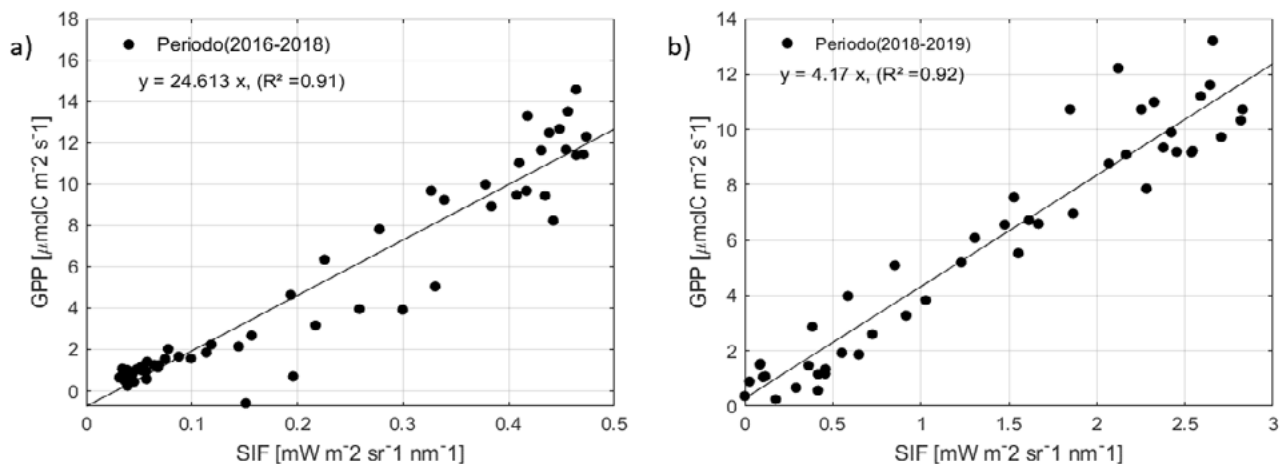 a)
18
16
14
12
10
8
6
4
2
0
GPP [μmolC m⁻2 s⁻1]
Periodo(2016-2018)
y = 24.613 x, (R² =0.91)
0 0.1 0.2 0.3 0.4 0.5
SIF [mW m⁻2 sr⁻1 nm⁻1]
b)
14
12
10
8
6
4
2
0
GPP [μmolC m⁻2 s⁻1]
Periodo(2018-2019)
y = 4.17 x, (R² =0.92)
0 0.5 1 1.5 2 2.5 3
SIF [mW m⁻2 sr⁻1 nm⁻1]